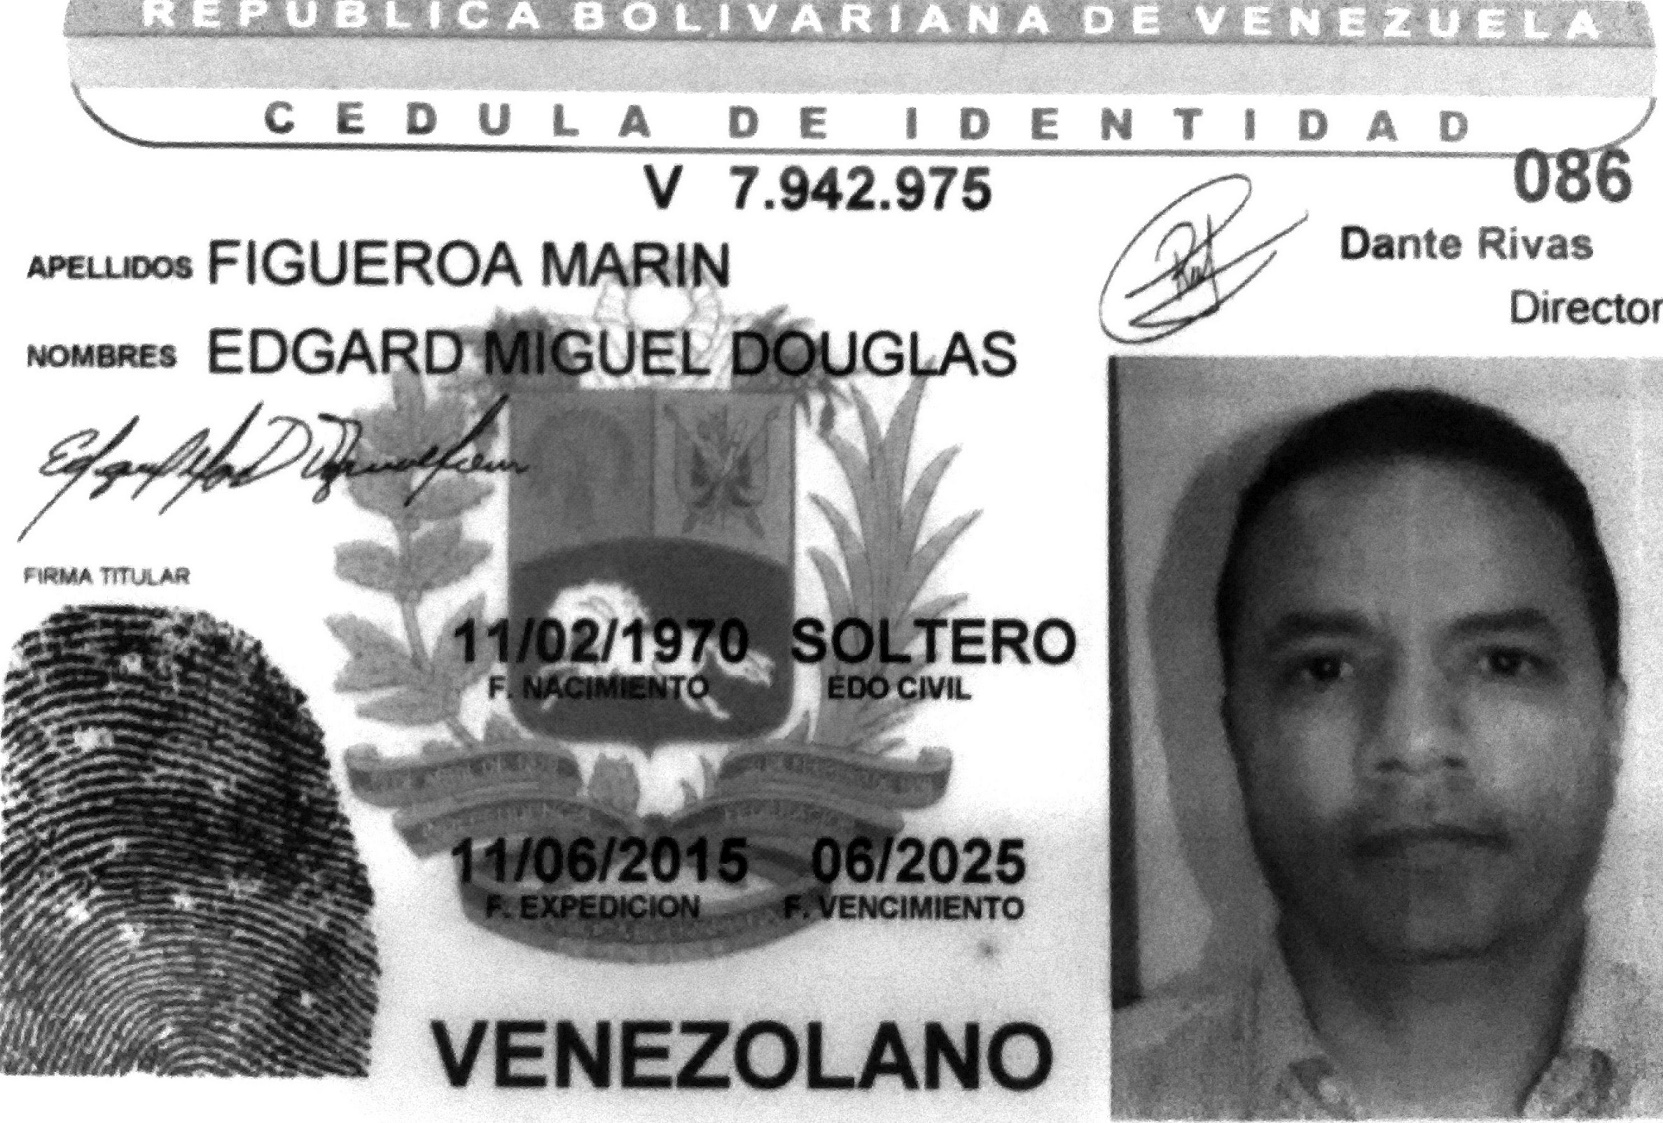 REPUBLICA BOLIVARIANA DE VENEZUELA
CEDULA DE IDENTIDAD
V 7.942.975
086
Dante Rivas
Director
APELLIDOS FIGUEROA MARIN
NOMBRES EDGARD MIGUEL DOUGLAS
FIRMA TITULAR
11/02/1970 SOLTERO
F. NACIMIENTO EDO CIVIL
11/06/2015 06/2025
F. EXPEDICION F. VENCIMIENTO
VENEZOLANO